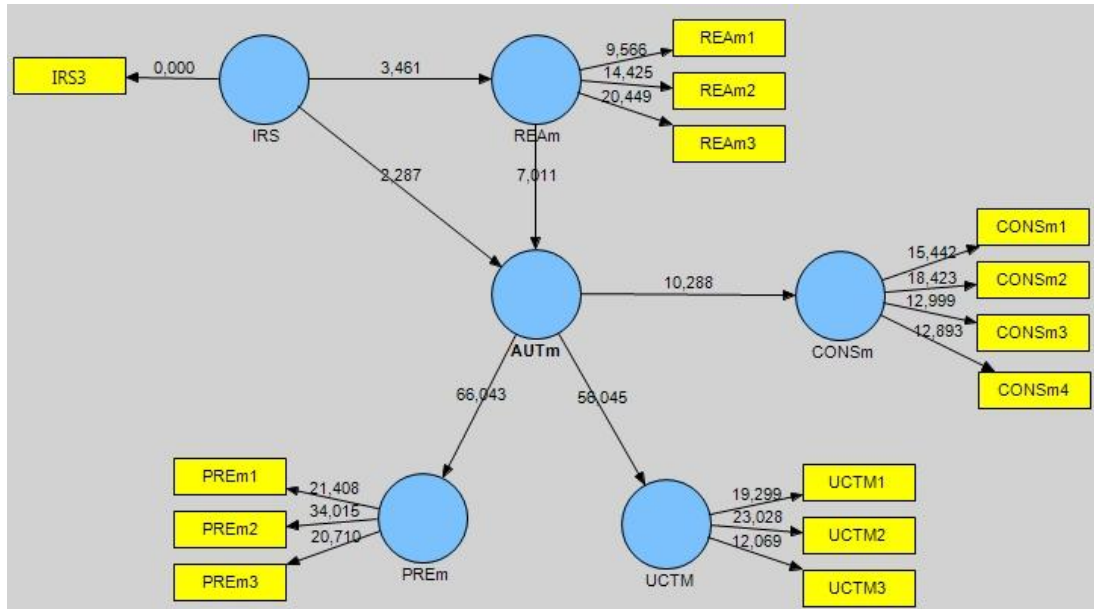 REAm1
9,566
IRS3
0,000
3,461
14,425
REAm2
20,449
IRS
REAm
REAm3
2,287
7,011
CONSm1
15,442
CONSm2
18,423
10,288
12,999
CONSm3
12,893
AUTm
CONSm
CONSm4
66,043
56,045
PREm1
21,408
UCTM1
19,299
34,015
PREm2
23,028
UCTM2
20,710
12,069
PREm
UCTM
PREm3
UCTM3